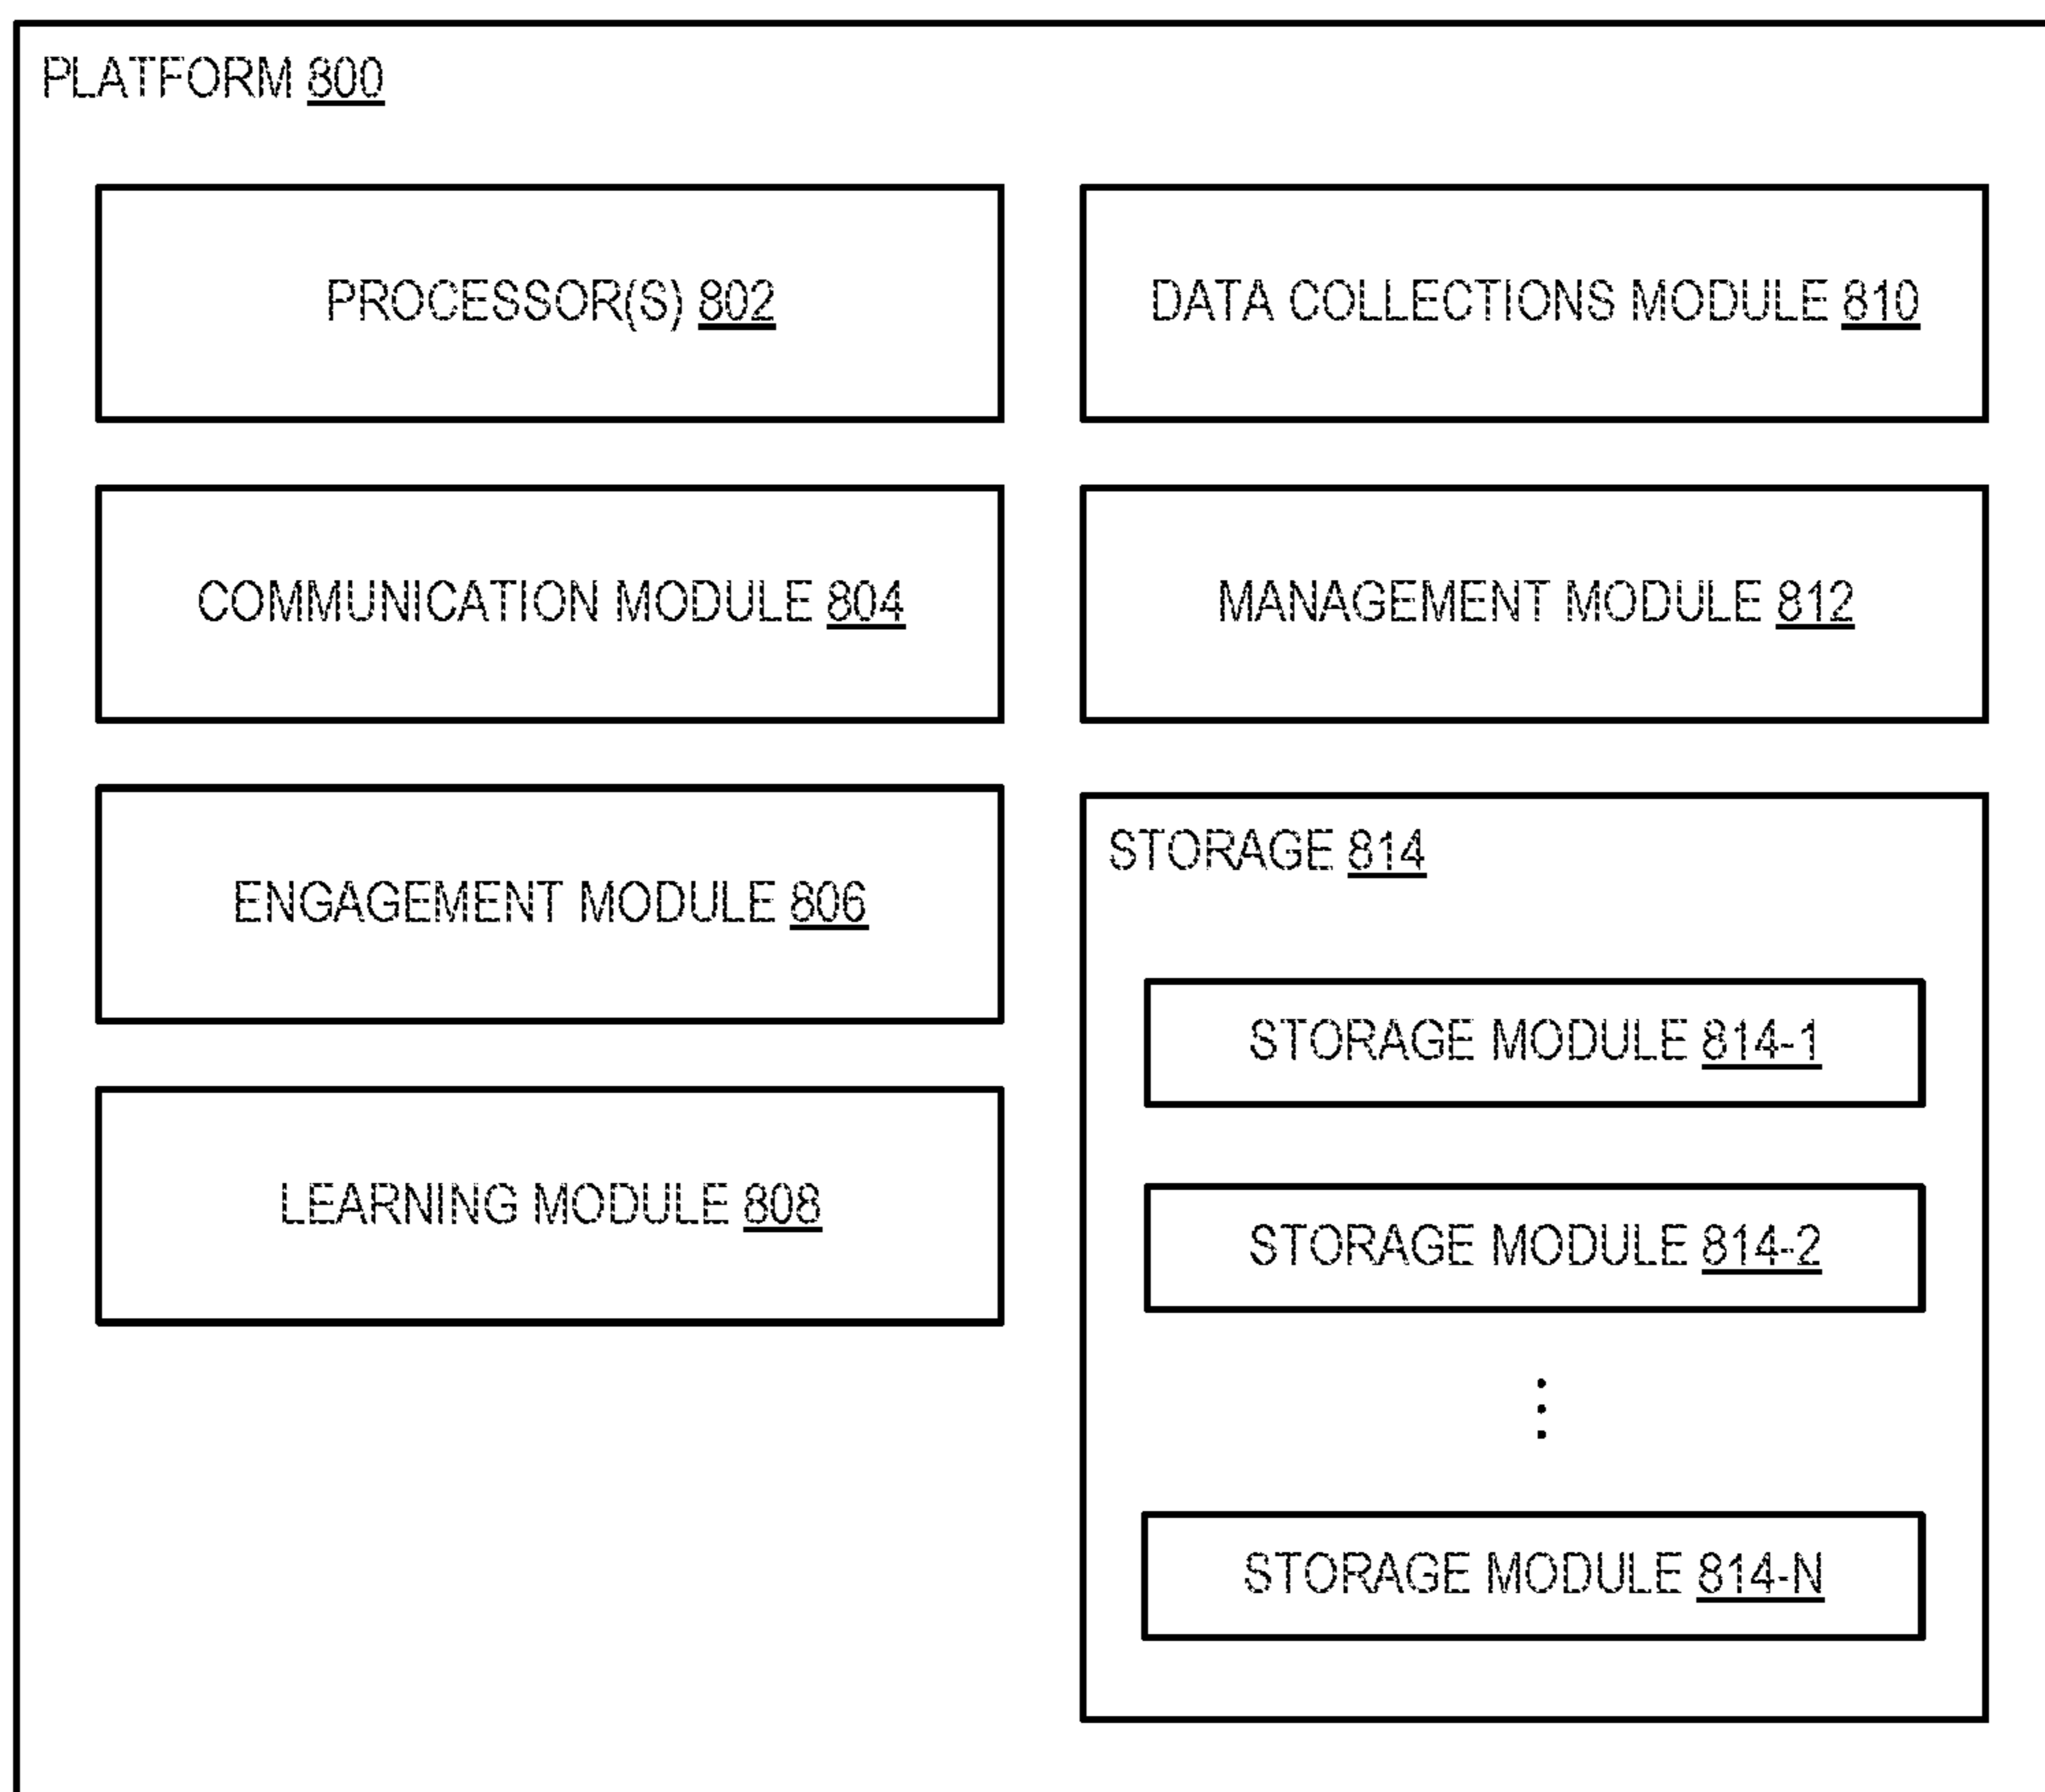 PLATFORM 800
PROCESSOR(S) 802
COMMUNICATION MODULE 804
ENGAGEMENT MODULE 806
LEARNING MODULE 808
DATA COLLECTIONS MODULE 810
MANAGEMENT MODULE 812
STORAGE 814
STORAGE MODULE 814-1
STORAGE MODULE 814-2
STORAGE MODULE 814-N